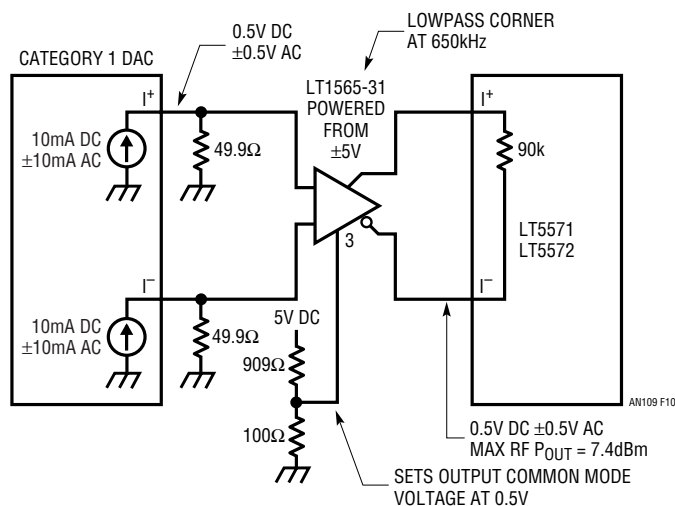 0.5V DC
±0.5V AC
LOWPASS CORNER
AT 650kHz
CATEGORY 1 DAC
LT1565-31
POWERED
FROM
±5V
I+
I+
10mA DC
±10mA AC
49.9Ω
90k
LT5571
LT5572
3
I–
I–
5V DC
10mA DC
±10mA AC
49.9Ω
909Ω
100Ω
AN109 F10
0.5V DC ±0.5V AC
MAX RF POUT = 7.4dBm
SETS OUTPUT COMMON MODE
VOLTAGE AT 0.5V